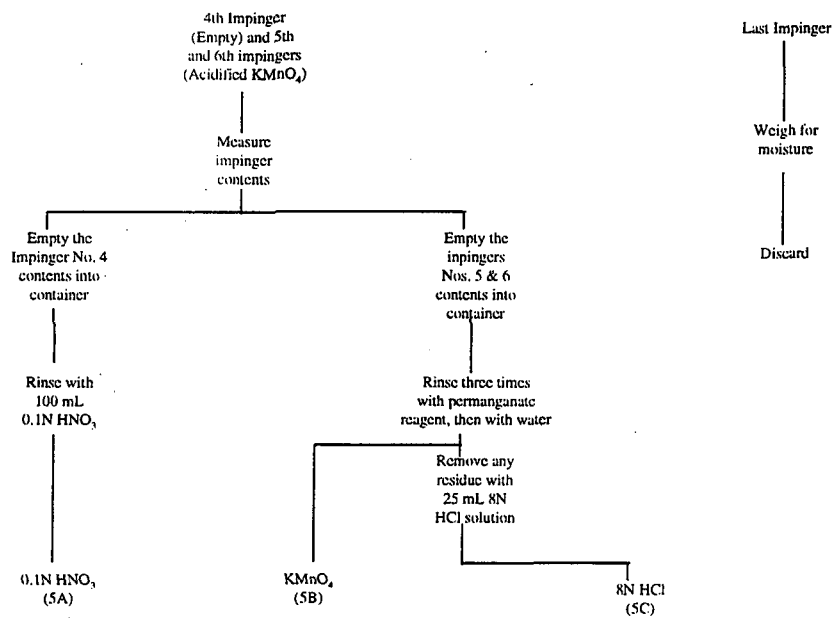 4th Impinger
(Empty) and 5th
and 6th impingers
(Acidified KMnO₄)
Measure
impinger
contents
Empty the
Impinger No. 4
contents into
container
Rinse with
100 mL
0.1N HNO₃
0.1N HNO₃
(5A)
Empty the
inpingers
Nos. 5 & 6
contents into
container
Rinse three times
with permanganate
reagent, then with water
KMnO₄
(5B)
Remove any
residue with
25 mL 8N
HCl solution
8N HCl
(5C)
Last Impinger
Weigh for
moisture
Discard